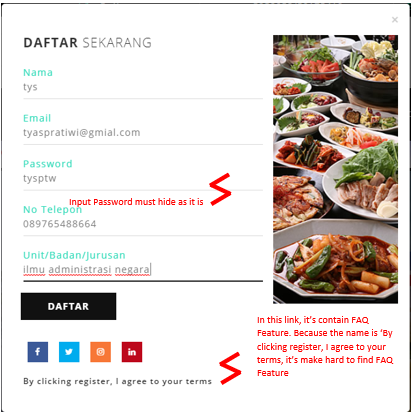 ×
DAFTAR SEKARANG
Nama
tys
Email
tyaspratiwi@gmial.com
Password
tysptw
Input Password must hide as it is
No Telepon
089765488664
Unit/Badan/Jurusan
ilmu administrasi negara
DAFTAR
In this link, it's contain FAQ
Feature. Because the name is 'By
clicking register, I agree to your
terms, it's make hard to find FAQ
Feature
By clicking register, I agree to your terms